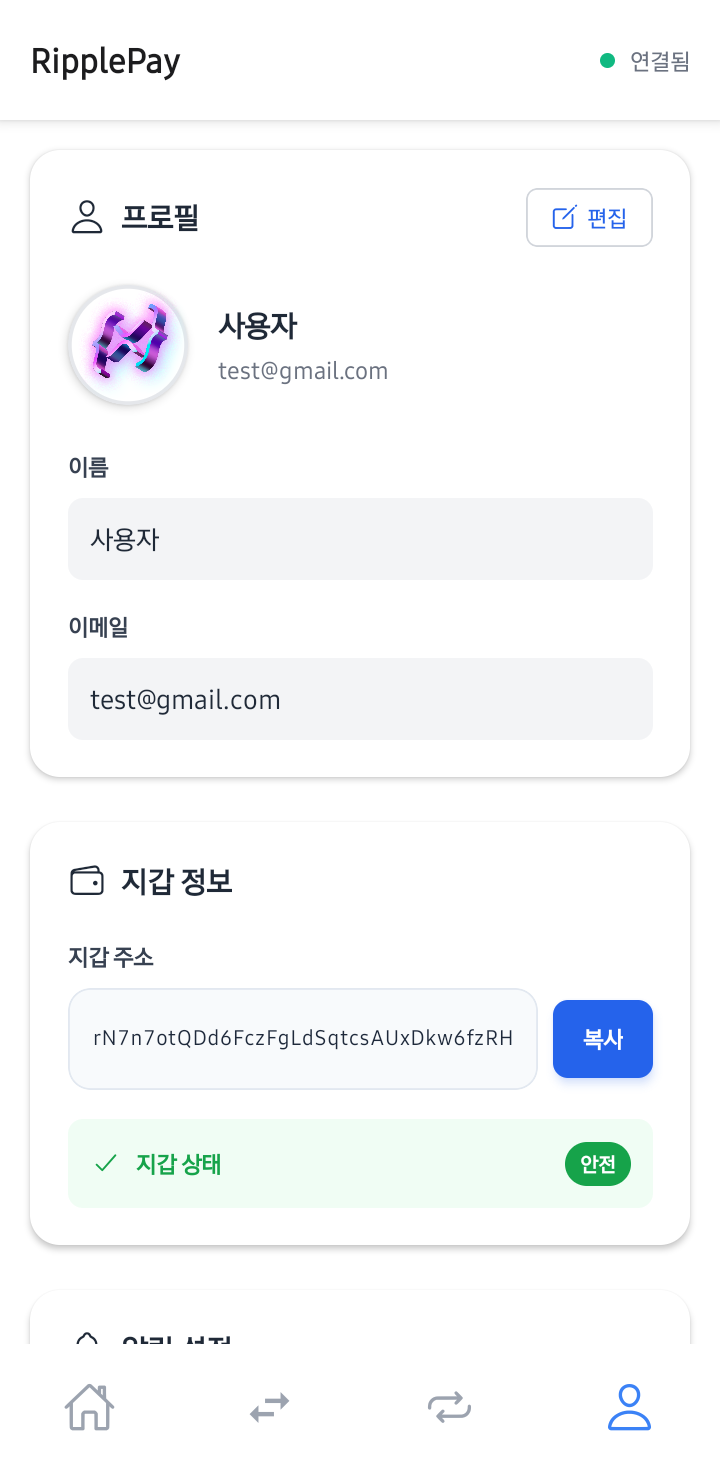 RipplePay
연결됨
프로필
편집
사용자
test@gmail.com
이름
사용자
이메일
test@gmail.com
지갑 정보
지갑 주소
rN7n7otQDd6FczFgLdSqtcsAUxDkw6fzRH
복사
지갑 상태
안전